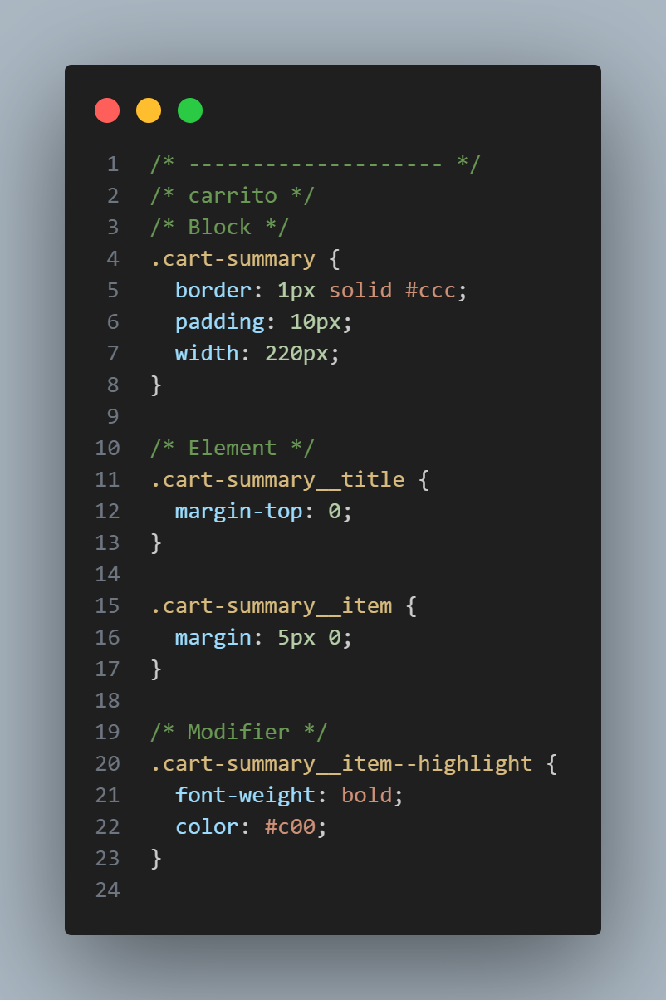 1 /* -------------------- */
2 /* carrito */
3 /* Block */
4 .cart-summary {
5   border: 1px solid #ccc;
6   padding: 10px;
7   width: 220px;
8 }
9
10 /* Element */
11 .cart-summary__title {
12   margin-top: 0;
13 }
14
15 .cart-summary__item {
16   margin: 5px 0;
17 }
18
19 /* Modifier */
20 .cart-summary__item--highlight {
21   font-weight: bold;
22   color: #c00;
23 }
24